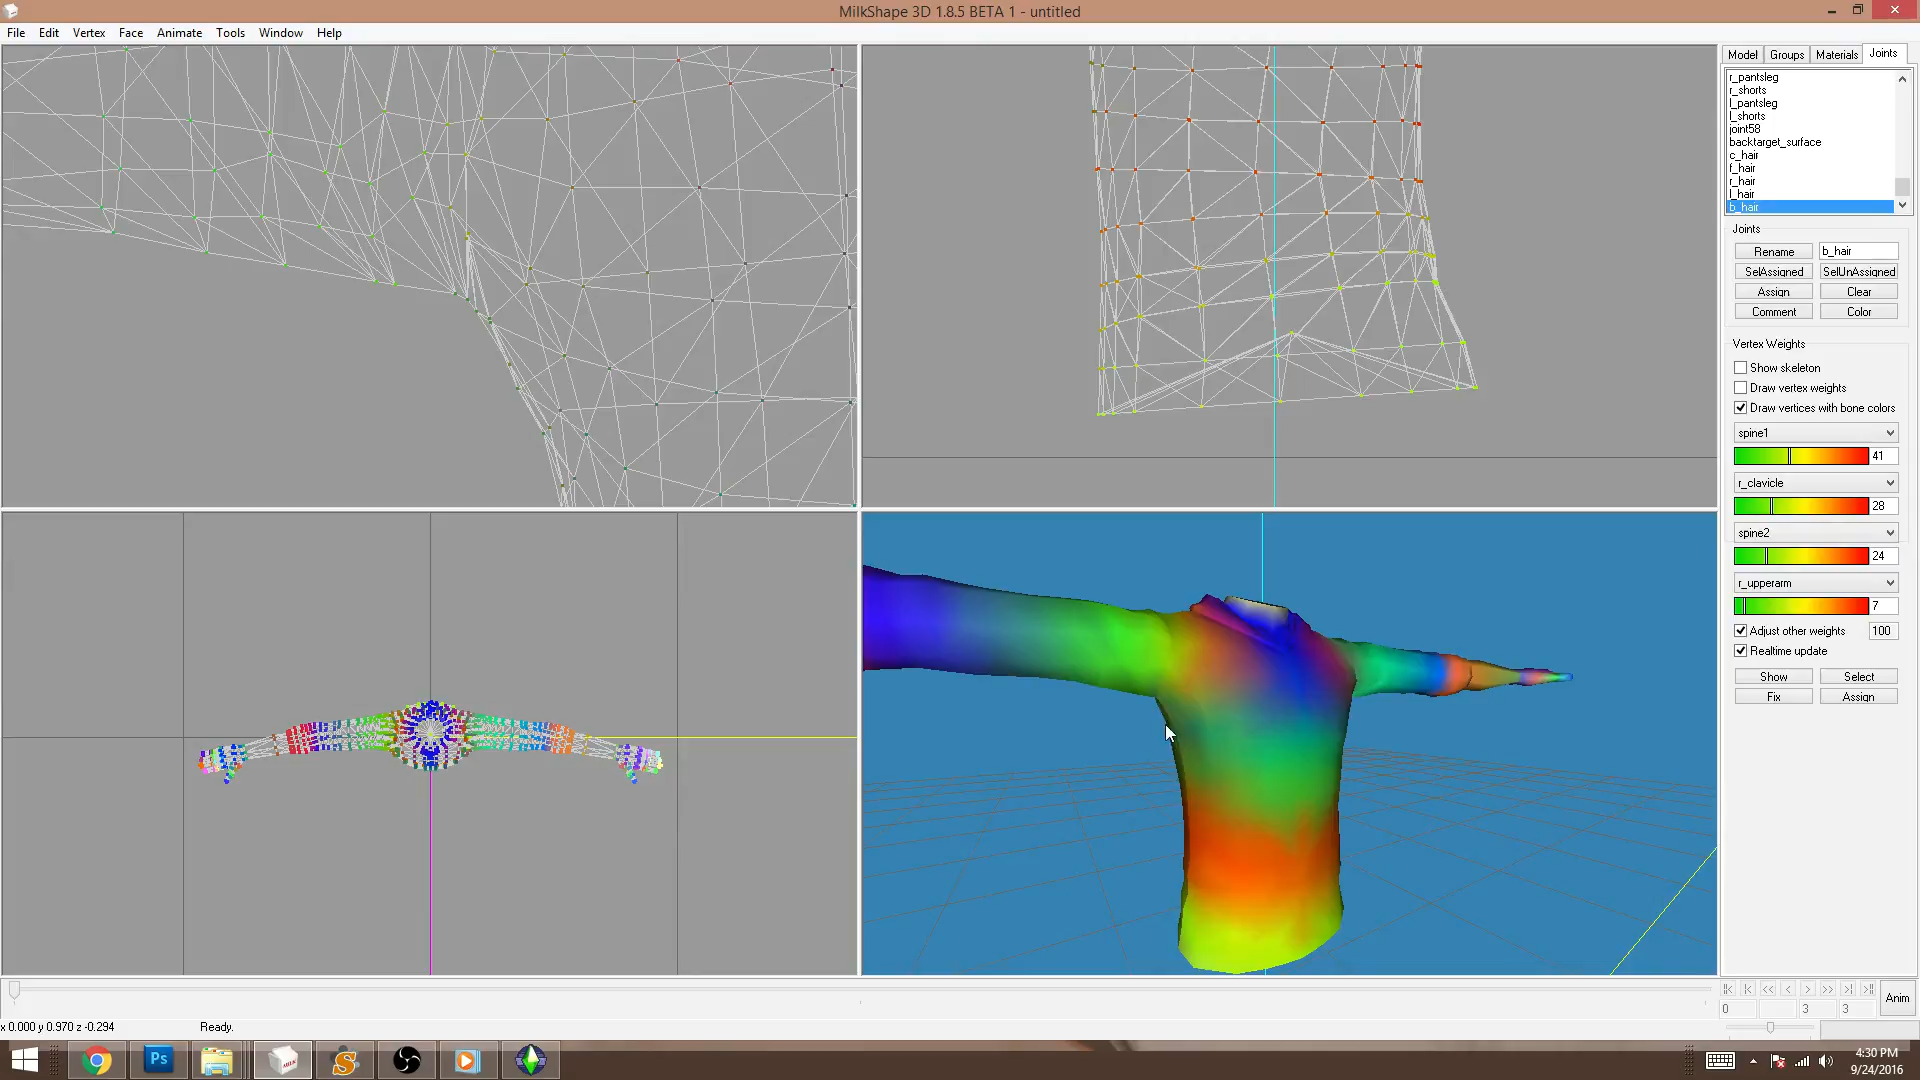 MilkShape 3D 1.8.5 BETA 1 - untitled
File Edit Vertex Face Animate Tools Window Help
Model Groups Materials Joints
r_pantsleg
r_shorts
l_pantsleg
l_shorts
joint58
backtarget_surface
c_hair
f_hair
r_hair
l_hair
b_hair
Joints
Rename b_hair
SelAssigned SelUnAssigned
Assign Clear
Comment Color
Vertex Weights
Show skeleton
Draw vertex weights
Draw vertices with bone colors
spine1
41
r_clavicle
28
spine2
24
r_upperarm
7
Adjust other weights 100
Realtime update
Show Select
Fix Assign
Anim
0 3 3
x 0.000 y 0.970 z -0.294 Ready.
Ps
4:30 PM
9/24/2016